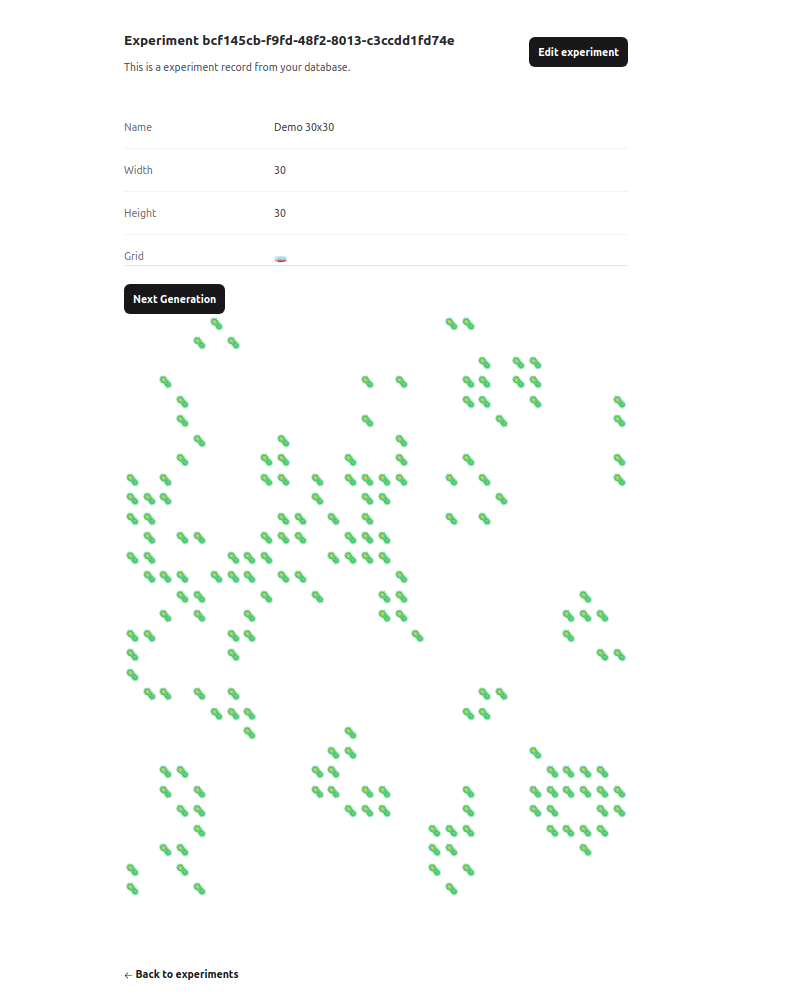 Experiment bcf145cb-f9fd-48f2-8013-c3ccdd1fd74e
Edit experiment
This is a experiment record from your database.
Name Demo 30x30
Width 30
Height 30
Grid
Next Generation
← Back to experiments